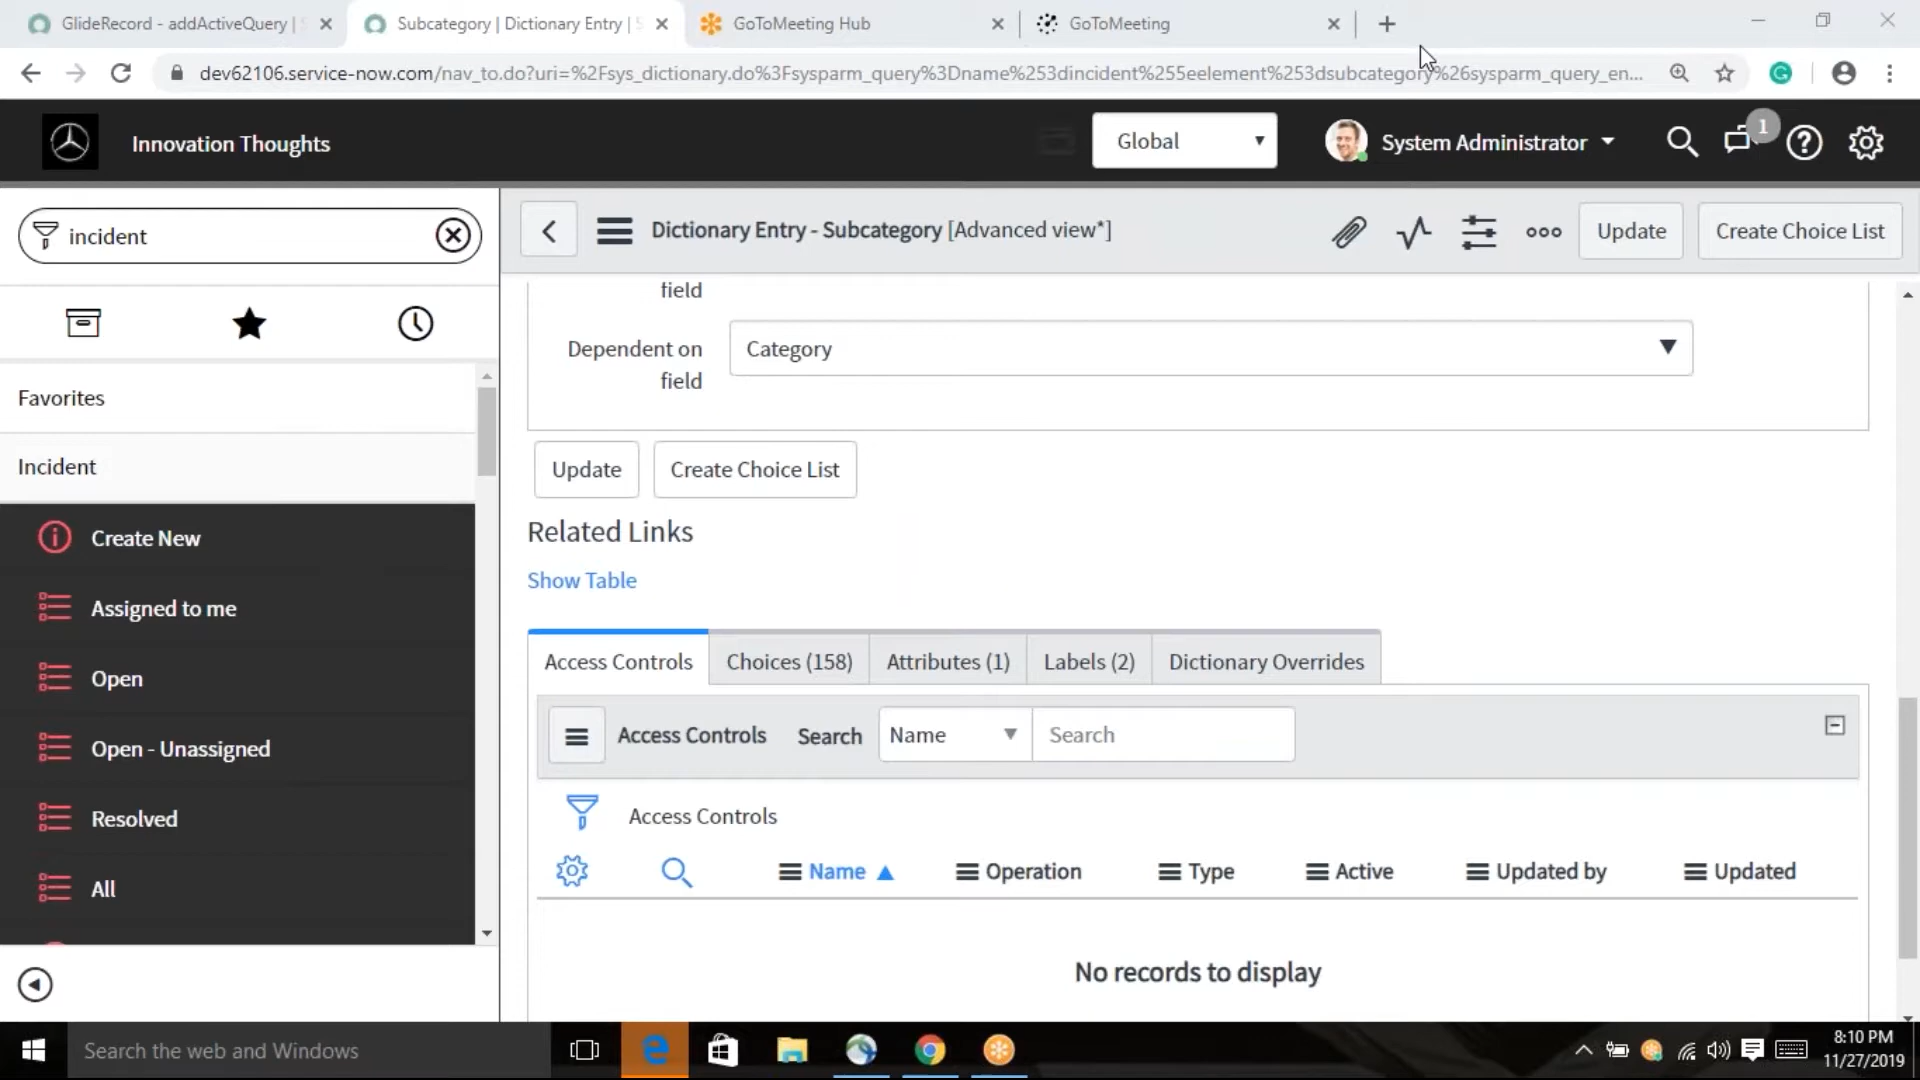 GlideRecord - addActiveQuery |
Subcategory | Dictionary Entry |
GoToMeeting Hub
GoToMeeting
dev62106.service-now.com/nav_to.do?uri=%2Fsys_dictionary.do%3Fsysparm_query%3Dname%253dincident%255eelement%253dsubcategory%26sysparm_query_en...
Innovation Thoughts
Global
System Administrator
1
incident
Dictionary Entry - Subcategory [Advanced view*]
Update
Create Choice List
field
Dependent on
field
Category
Favorites
Incident
Create New
Assigned to me
Open
Open - Unassigned
Resolved
All
Update
Create Choice List
Related Links
Show Table
Access Controls
Choices (158)
Attributes (1)
Labels (2)
Dictionary Overrides
Access Controls
Search
Name
Search
Access Controls
Name
Operation
Type
Active
Updated by
Updated
No records to display
Search the web and Windows
8:10 PM
11/27/2019